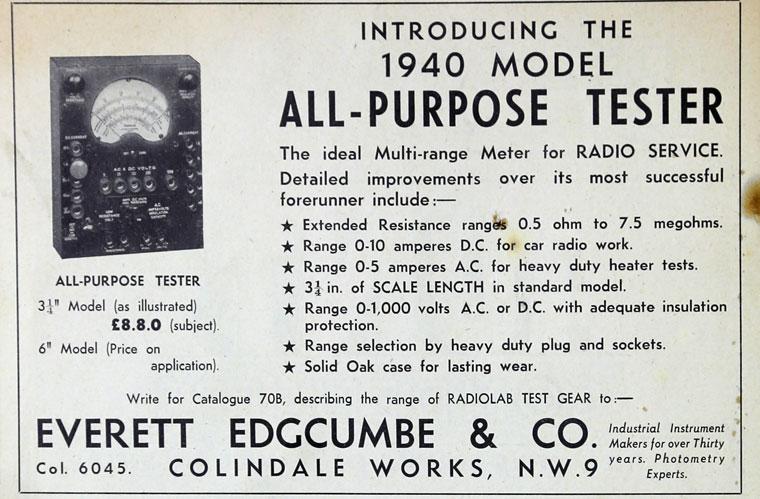 INTRODUCING THE
1940 MODEL
ALL-PURPOSE TESTER
The ideal Multi-range Meter for RADIO SERVICE.
Detailed improvements over its most successful
forerunner include:—
★ Extended Resistance ranges 0.5 ohm to 7.5 megohms.
★ Range 0-10 amperes D.C. for car radio work.
★ Range 0-5 amperes A.C. for heavy duty heater tests.
★ 3¼ in. of SCALE LENGTH in standard model.
★ Range 0-1,000 volts A.C. or D.C. with adequate insulation
protection.
★ Range selection by heavy duty plug and sockets.
★ Solid Oak case for lasting wear.
A.C. & D.C. VOLTS
ALL-PURPOSE TESTER
3¼" Model (as illustrated)
£8.8.0 (subject).
6" Model (Price on
application).
Write for Catalogue 70B, describing the range of RADIOLAB TEST GEAR to:—
EVERETT EDGCUMBE & CO.
Col. 6045. COLINDALE WORKS, N.W.9
Industrial Instrument
Makers for over Thirty
years. Photometry
Experts.